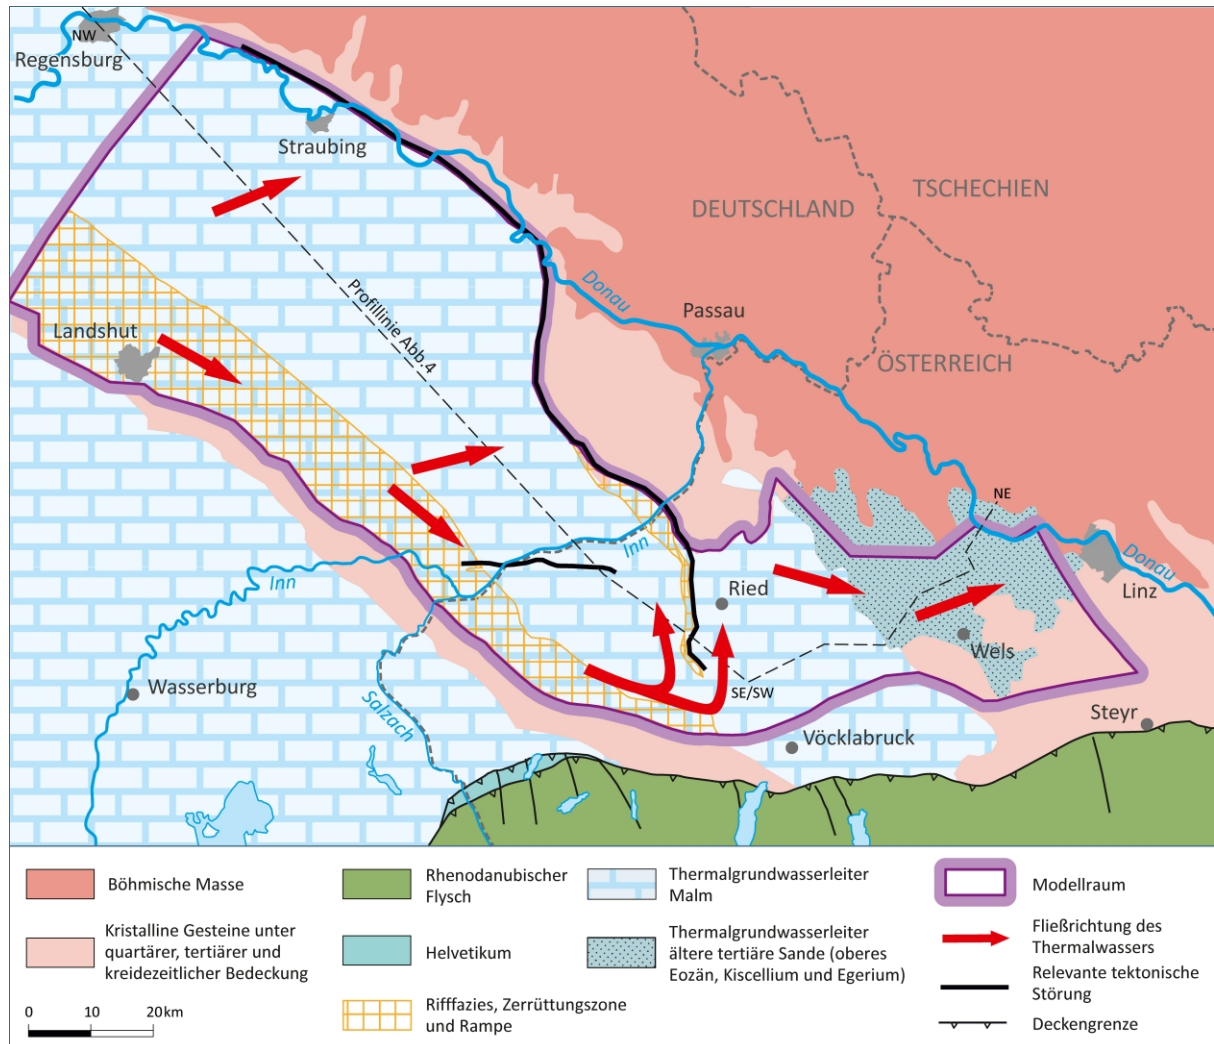 NW
Regensburg
Straubing
TSCHECHIEN
DEUTSCHLAND
Donau
Passau
Profillinie Abb.4
Landshut
ÖSTERREICH
NE
Inn
Inn
Donau
Ried
Linz
Wels
Wasserburg
SE/SW
Salzach
Steyr
Vöcklabruck
Böhmische Masse
Kristalline Gesteine unter
quartärer, tertiärer und
kreidezeitlicher Bedeckung
0 10 20km
Rhenodanubischer
Flysch
Helvetikum
Rifffazies, Zerrüttungszone
und Rampe
Thermalgrundwasserleiter
Malm
Thermalgrundwasserleiter
ältere tertiäre Sande (oberes
Eozän, Kiscellium und Egerium)
Modellraum
Fließrichtung des
Thermalwassers
Relevante tektonische
Störung
Deckengrenze